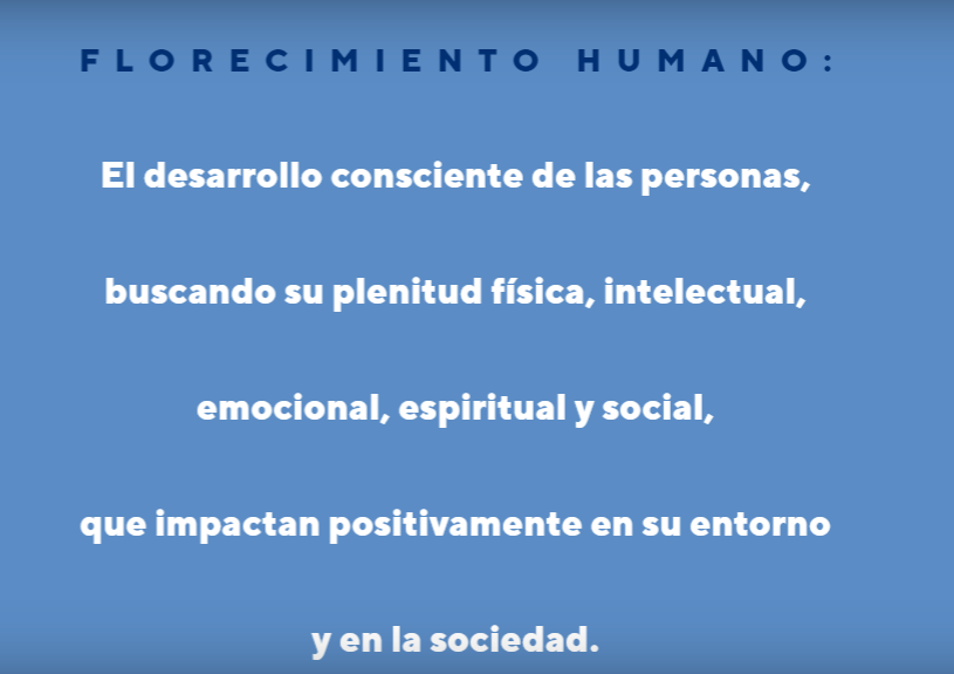 FLORECIMIENTO HUMANO:
El desarrollo consciente de las personas,
buscando su plenitud física, intelectual,
emocional, espiritual y social,
que impactan positivamente en su entorno
y en la sociedad.